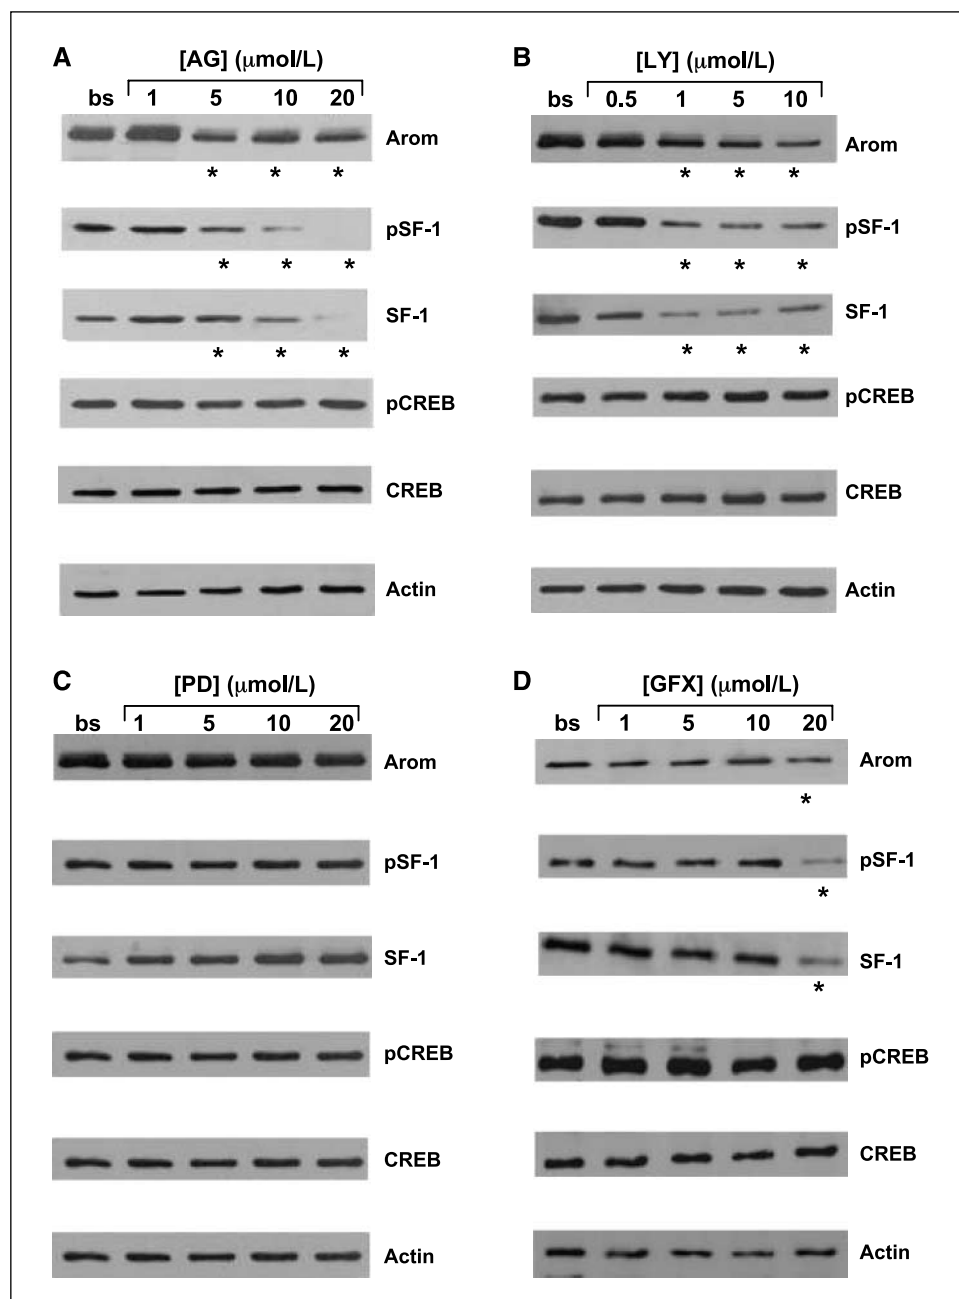 A
[AG] (μmol/L)
bs 1 5 10 20
Arom
* * *
pSF-1
* * *
SF-1
* * *
pCREB
CREB
Actin
B
[LY] (μmol/L)
bs 0.5 1 5 10
Arom
* * *
pSF-1
* * *
SF-1
* * *
pCREB
CREB
Actin
C
[PD] (μmol/L)
bs 1 5 10 20
Arom
pSF-1
SF-1
pCREB
CREB
Actin
D
[GFX] (μmol/L)
bs 1 5 10 20
Arom
*
pSF-1
*
SF-1
*
pCREB
CREB
Actin